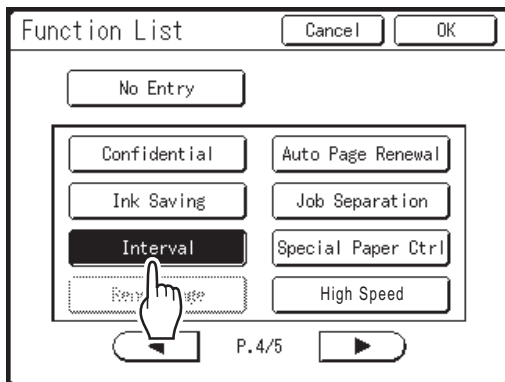 Function List Cancel OK
No Entry
Confidential Auto Page Renewal
Ink Saving Job Separation
Interval Special Paper Ctrl
High Speed
P.4/5